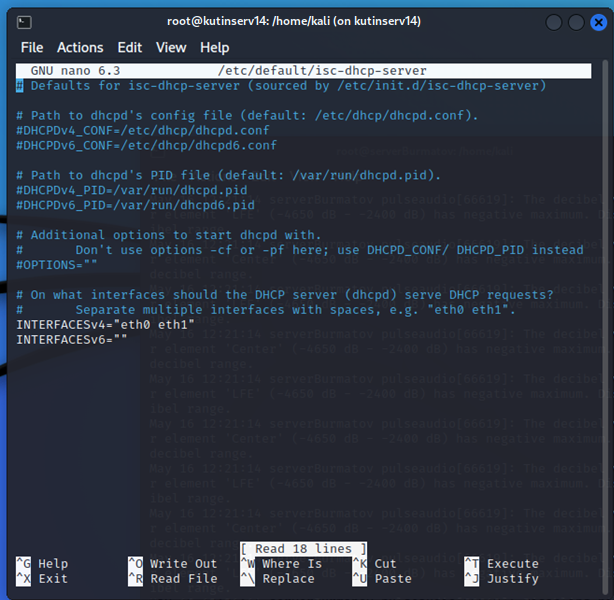 root@kutinserv14: /home/kali (on kutinserv14)
File Actions Edit View Help
GNU nano 6.3 /etc/default/isc-dhcp-server
# Defaults for isc-dhcp-server (sourced by /etc/init.d/isc-dhcp-server)
# Path to dhcpd's config file (default: /etc/dhcp/dhcpd.conf).
#DHCPDv4_CONF=/etc/dhcp/dhcpd.conf
#DHCPDv6_CONF=/etc/dhcp/dhcpd6.conf
# Path to dhcpd's PID file (default: /var/run/dhcpd.pid).
#DHCPDv4_PID=/var/run/dhcpd.pid
#DHCPDv6_PID=/var/run/dhcpd6.pid
# Additional options to start dhcpd with.
# Don't use options -cf or -pf here; use DHCPD_CONF/ DHCPD_PID instead
#OPTIONS=""
# On what interfaces should the DHCP server (dhcpd) serve DHCP requests?
# Separate multiple interfaces with spaces, e.g. "eth0 eth1".
INTERFACESv4="eth0 eth1"
INTERFACESv6=""
[ Read 18 lines ]
^G Help ^O Write Out ^W Where Is ^K Cut ^T Execute
^X Exit ^R Read File ^\ Replace ^U Paste ^J Justify